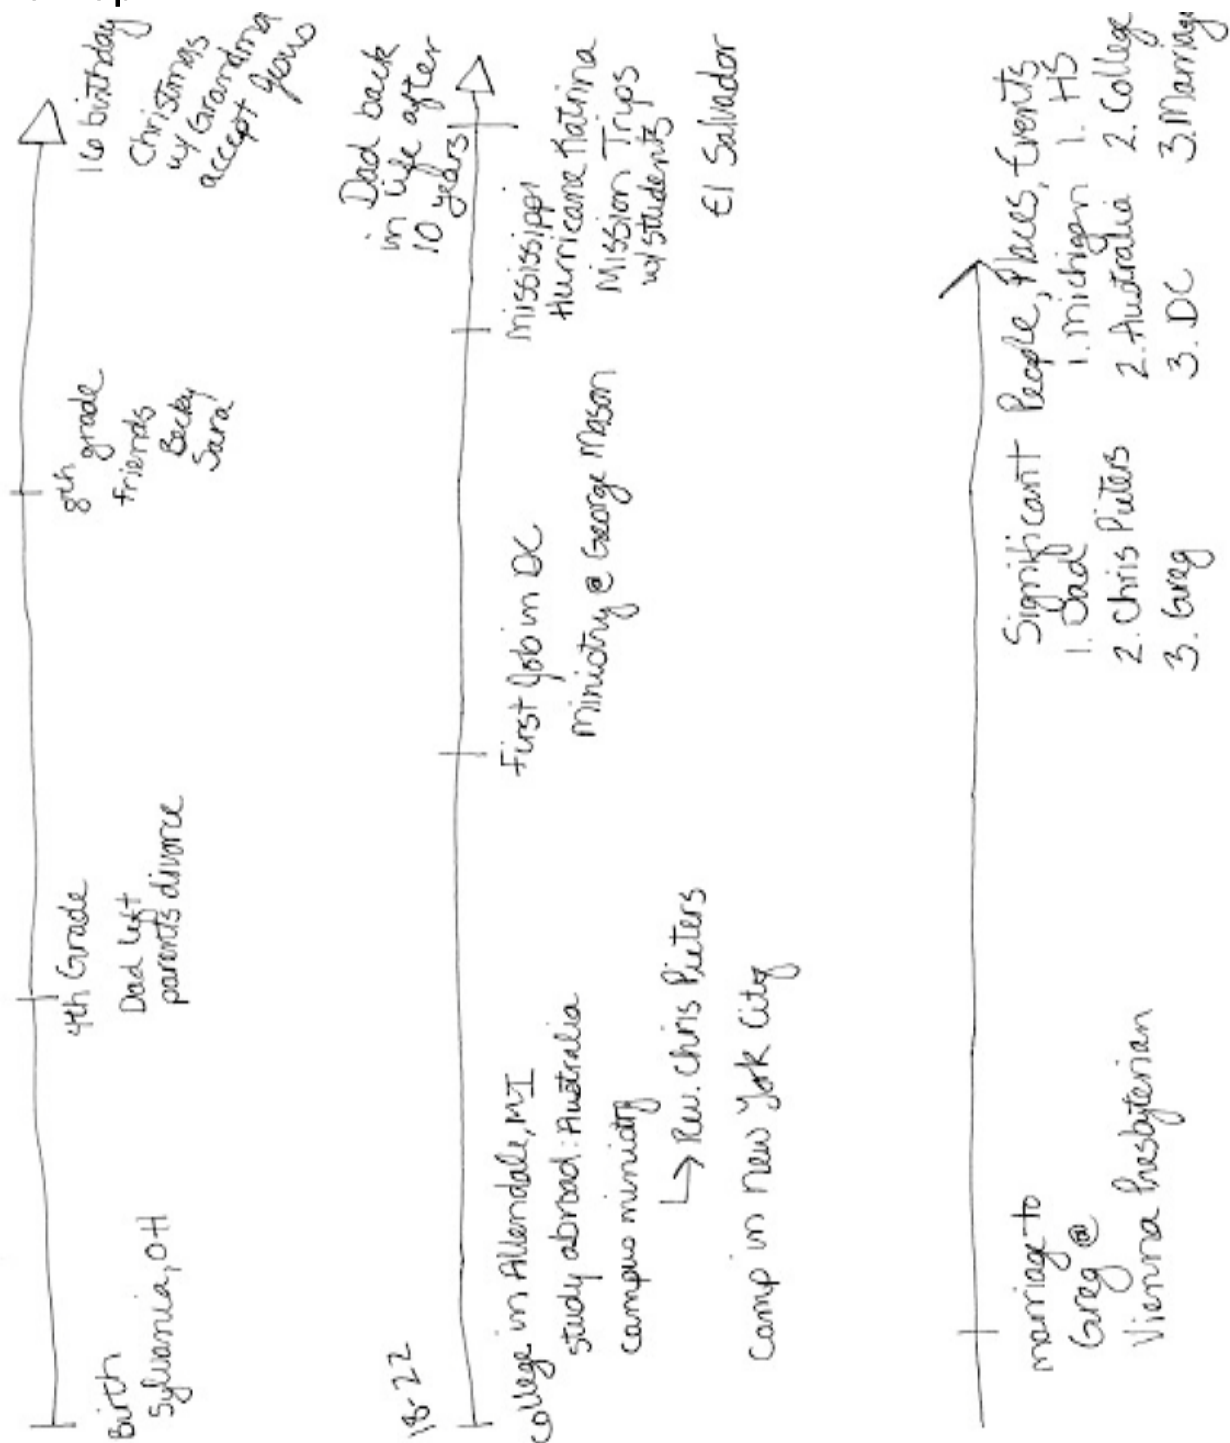 Birth
Sylvania, OH
4th Grade
Dad left
parents divorce
8th grade
friends
Becky
Sara
16 birthday
Christmas
w/ Grandma
accept Jesus
18-22
College in Allendale, MI
study abroad: Australia
campus ministry
↳ Rev. Chris Pieters
Camp in New York City
First Job in DC
Ministry @ George Mason
Mississippi
Hurricane Katrina
Mission Trips
w/ students
El Salvador
Dad back
in life after
10 years
marriage to
Greg @
Vienna Presbyterian
Significant People, Places, Events
1. Dad 1. Michigan 1. HS
2. Chris Pieters 2. Australia 2. College
3. Greg 3. DC 3. Marriage